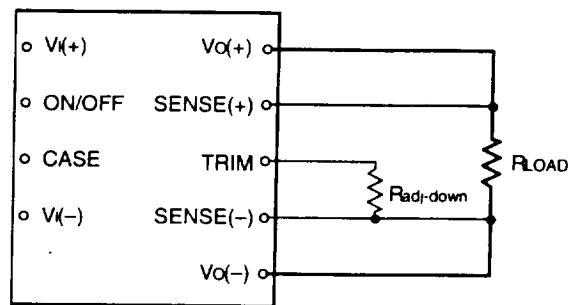 VI(+) VO(+)
ON/OFF SENSE(+)
CASE TRIM RLOAD
Radj-down
VI(–) SENSE(–)
VO(–)